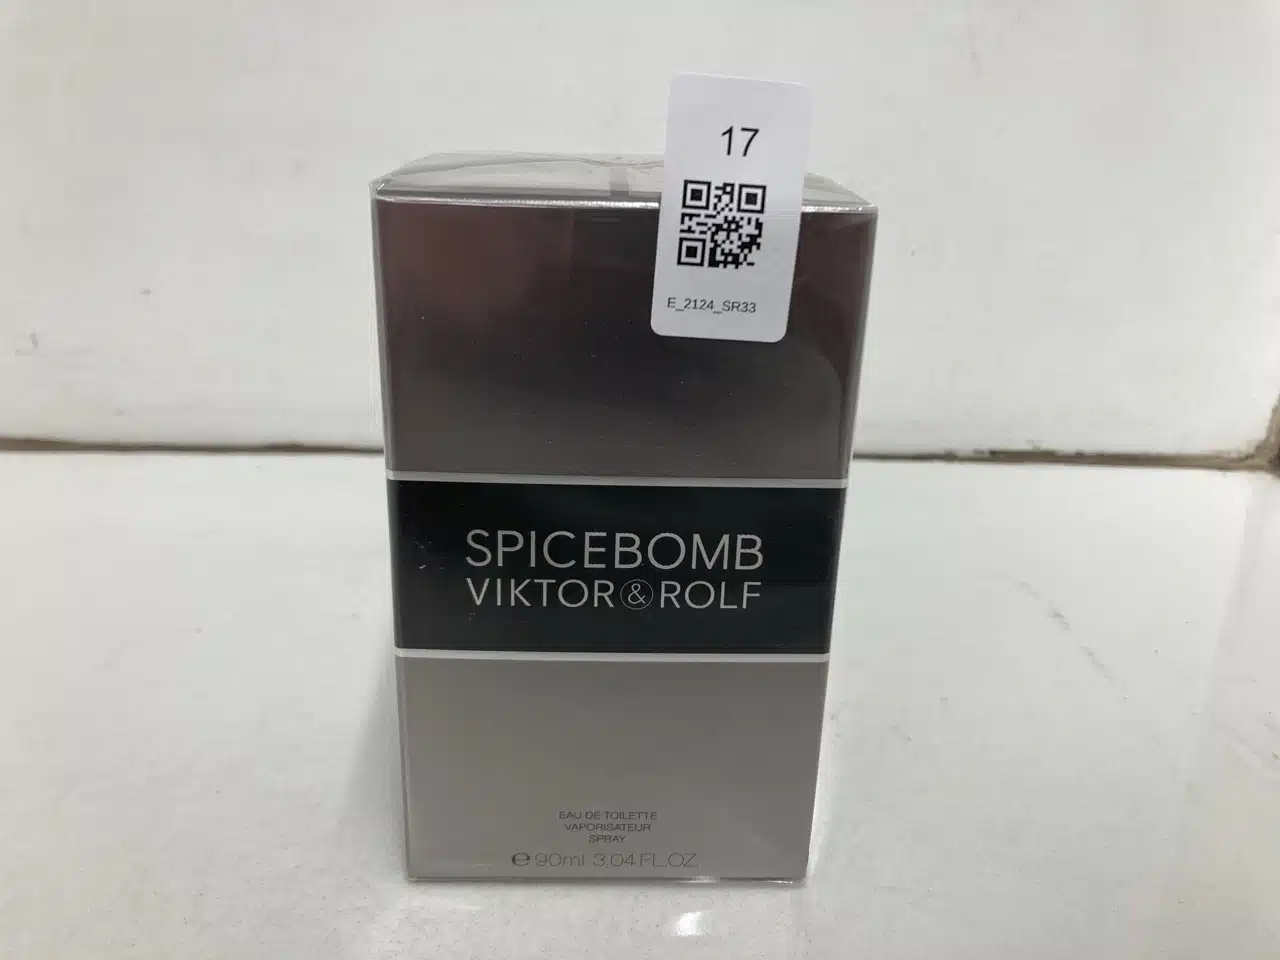 17
E_2124_SR33
SPICEBOMB
VIKTOR&ROLF
EAU DE TOILETTE
VAPORISATEUR
SPRAY
℮ 90ml 3,04 FL.OZ.